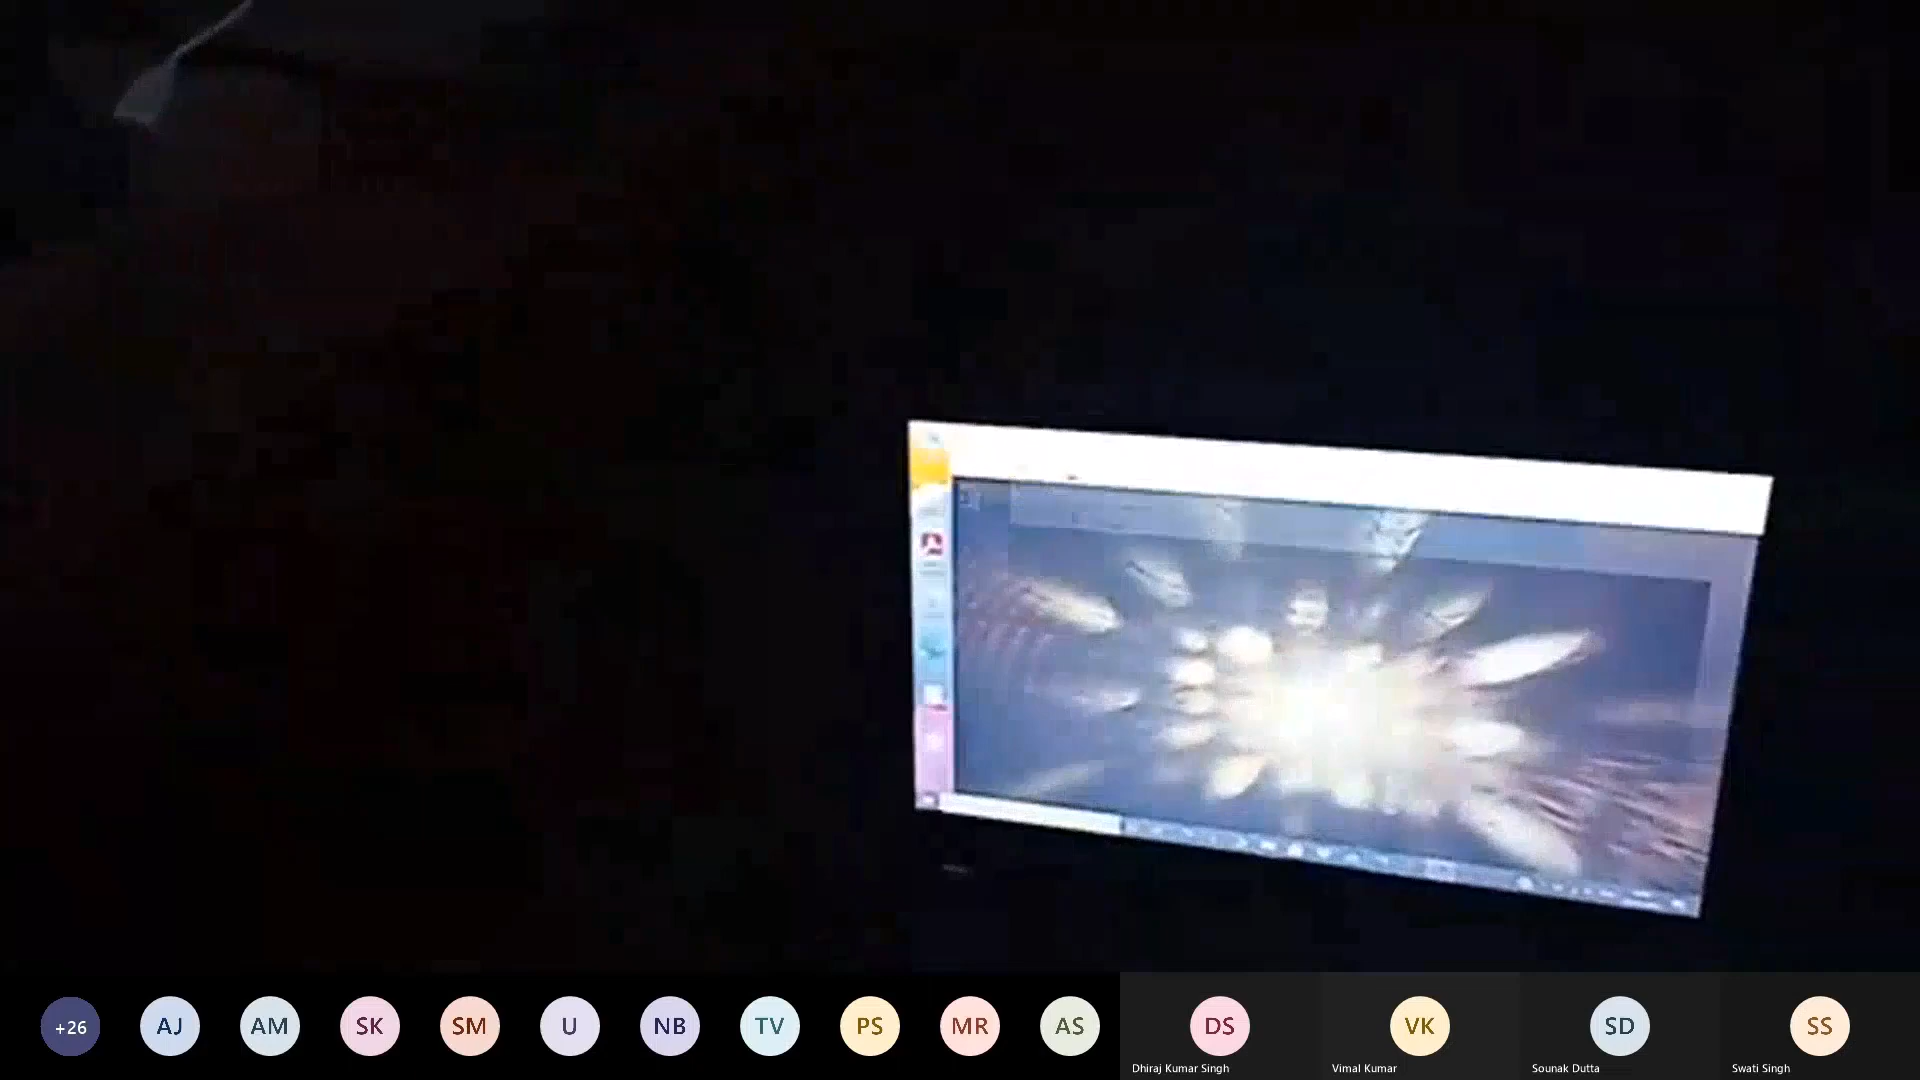 +26
AJ
AM
SK
SM
U
NB
TV
PS
MR
AS
DS
VK
SD
SS
Dhiraj Kumar Singh
Vimal Kumar
Sounak Dutta
Swati Singh